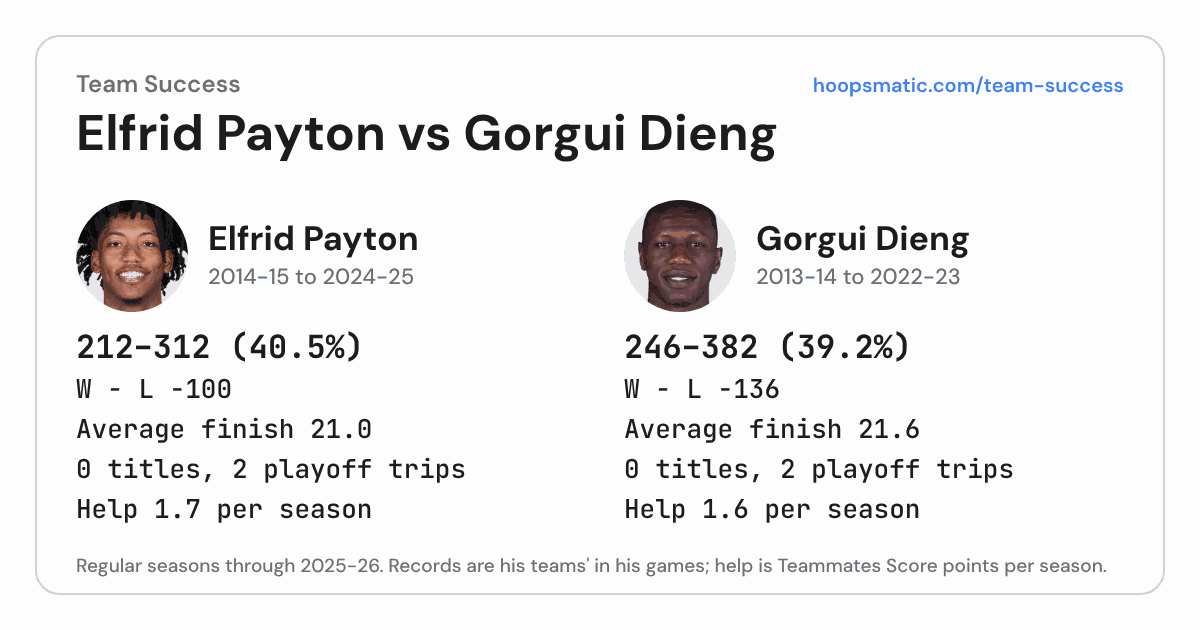 Team Success
hoopsmatic.com/team-success
Elfrid Payton vs Gorgui Dieng
Elfrid Payton
2014-15 to 2024-25
212-312 (40.5%)
W - L -100
Average finish 21.0
0 titles, 2 playoff trips
Help 1.7 per season
Gorgui Dieng
2013-14 to 2022-23
246-382 (39.2%)
W - L -136
Average finish 21.6
0 titles, 2 playoff trips
Help 1.6 per season
Regular seasons through 2025-26. Records are his teams' in his games; help is Teammates Score points per season.